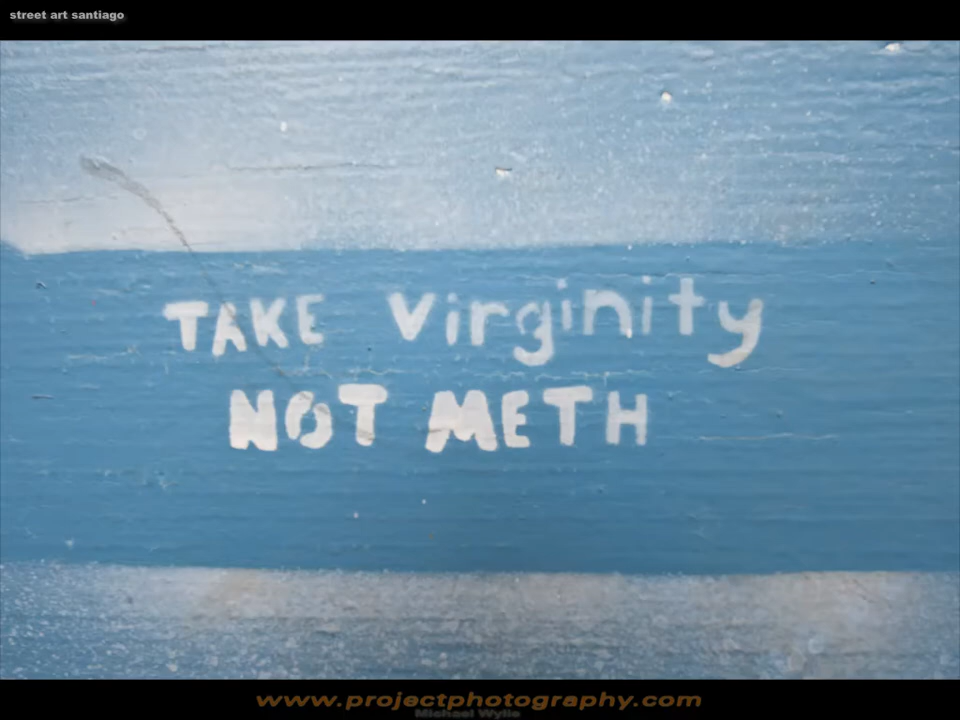 street art santiago
TAKE Virginity
NOT METH
www.projectphotography.com
Michael Wylie